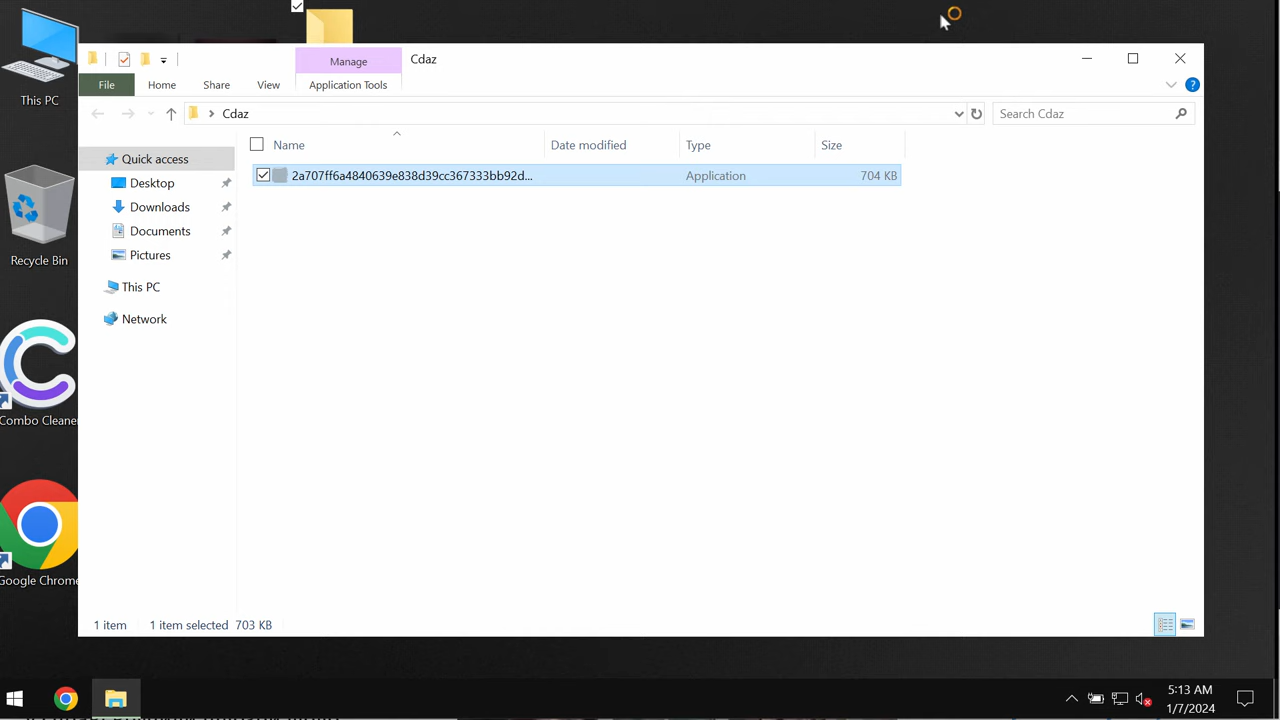 This PC
Recycle Bin
Combo Cleaner
Google Chrome
Manage
Cdaz
File
Home
Share
View
Application Tools
Cdaz
Search Cdaz
Name
Date modified
Type
Size
2a707ff6a4840639e838d39cc367333bb92d...
Application
704 KB
Quick access
Desktop
Downloads
Documents
Pictures
This PC
Network
1 item
1 item selected
703 KB
5:13 AM
1/7/2024